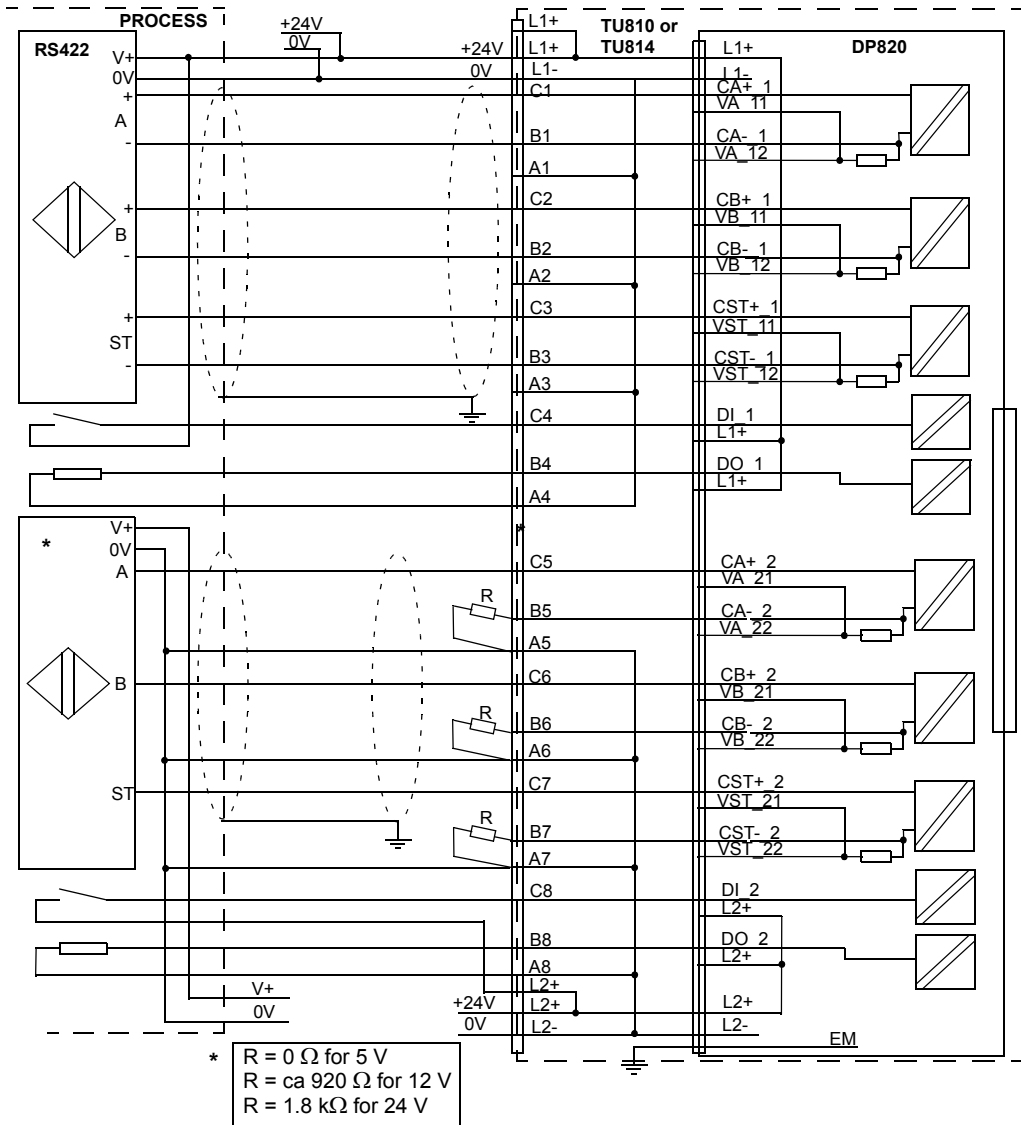 PROCESS
RS422
+24V
0V
+24V
0V
TU810 or
TU814
DP820
V+
0V
+
A
-
+
B
-
+
ST
-
L1+
L1+
L1-
C1
B1
A1
C2
B2
A2
C3
B3
A3
C4
B4
A4
L1+
L1-
CA+_1
VA_11
CA-_1
VA_12
CB+_1
VB_11
CB-_1
VB_12
CST+_1
VST_11
CST-_1
VST_12
DI_1
L1+
DO_1
L1+
*
V+
0V
A
B
ST
*
R
R
R
C5
B5
A5
C6
B6
A6
C7
B7
A7
C8
B8
A8
L2+
L2+
L2-
CA+_2
VA_21
CA-_2
VA_22
CB+_2
VB_21
CB-_2
VB_22
CST+_2
VST_21
CST-_2
VST_22
DI_2
L2+
DO_2
L2+
L2+
L2-
V+
0V
+24V
0V
EM
*
R = 0 Ω for 5 V
R = ca 920 Ω for 12 V
R = 1.8 kΩ for 24 V